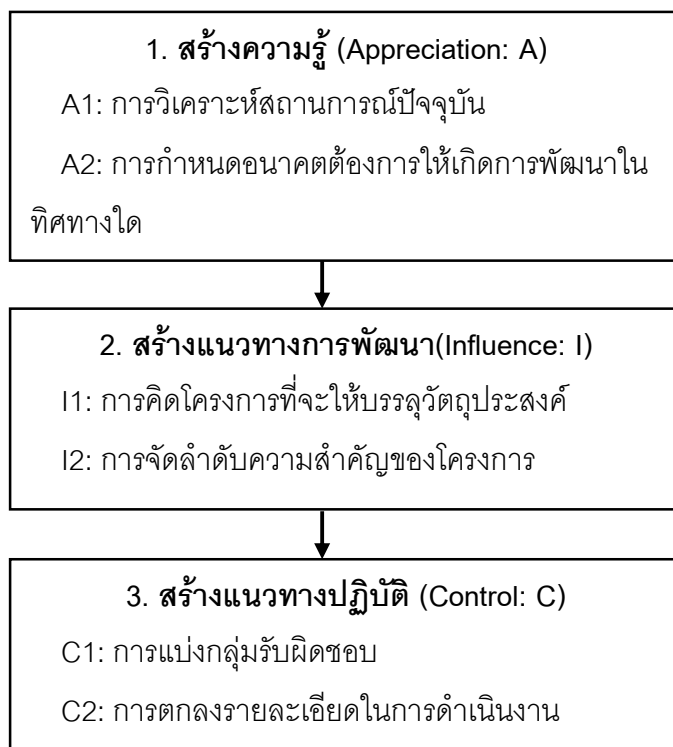 1. สร้างความรู้ (Appreciation: A)
A1: การวิเคราะห์สถานการณ์ปัจจุบัน
A2: การกำหนดอนาคตต้องการให้เกิดการพัฒนาใน
ทิศทางใด
2. สร้างแนวทางการพัฒนา(Influence: I)
I1: การคิดโครงการที่จะให้บรรลุวัตถุประสงค์
I2: การจัดลำดับความสำคัญของโครงการ
3. สร้างแนวทางปฏิบัติ (Control: C)
C1: การแบ่งกลุ่มรับผิดชอบ
C2: การตกลงรายละเอียดในการดำเนินงาน